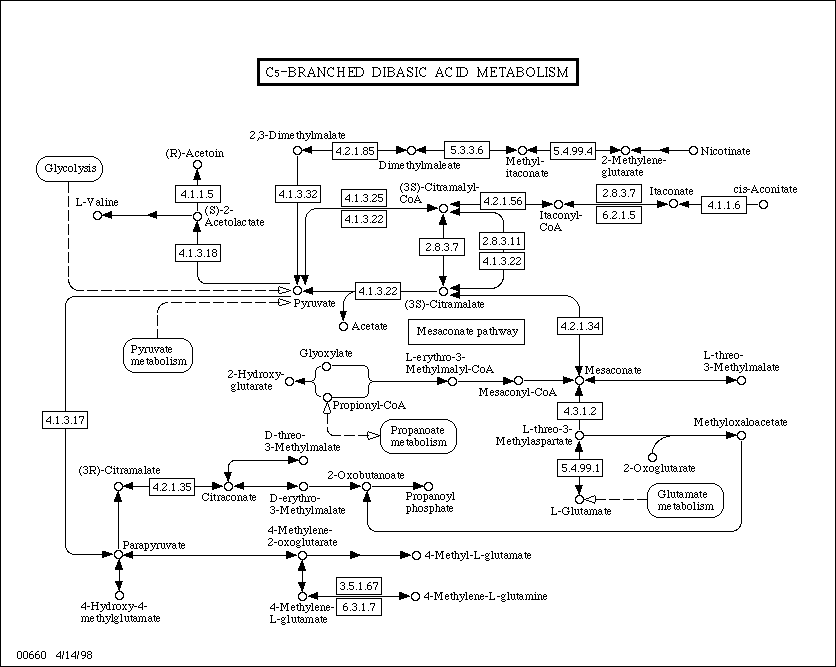 C5-BRANCHED DIBASIC ACID METABOLISM
2,3-Dimethylmalate
4.2.1.85
Dimethylmaleate
5.3.3.6
Methyl-
itaconate
5.4.99.4
2-Methylene-
glutarate
Nicotinate
(R)-Acetoin
Glycolysis
4.1.1.5
L-Valine
(S)-2-
Acetolactate
4.1.3.18
4.1.3.32
4.1.3.25
4.1.3.22
(3S)-Citramalyl-
CoA
4.2.1.56
Itaconyl-
CoA
2.8.3.7
6.2.1.5
Itaconate
cis-Aconitate
4.1.1.6
2.8.3.7
2.8.3.11
4.1.3.22
Pyruvate
4.1.3.22
(3S)-Citramalate
Acetate
Mesaconate pathway
4.2.1.34
Pyruvate
metabolism
2-Hydroxy-
glutarate
Glyoxylate
Propionyl-CoA
L-erythro-3-
Methylmalyl-CoA
Mesaconyl-CoA
Mesaconate
L-threo-
3-Methylmalate
4.1.3.17
Propanoate
metabolism
4.3.1.2
L-threo-3-
Methylaspartate
Methyloxaloacetate
2-Oxoglutarate
5.4.99.1
L-Glutamate
Glutamate
metabolism
D-threo-
3-Methylmalate
(3R)-Citramalate
4.2.1.35
Citraconate
D-erythro-
3-Methylmalate
2-Oxobutanoate
Propanoyl
phosphate
Parapyruvate
4-Methylene-
2-oxoglutarate
4-Methyl-L-glutamate
4-Hydroxy-4-
methylglutamate
4-Methylene-
L-glutamate
3.5.1.67
6.3.1.7
4-Methylene-L-glutamine
00660 4/14/98